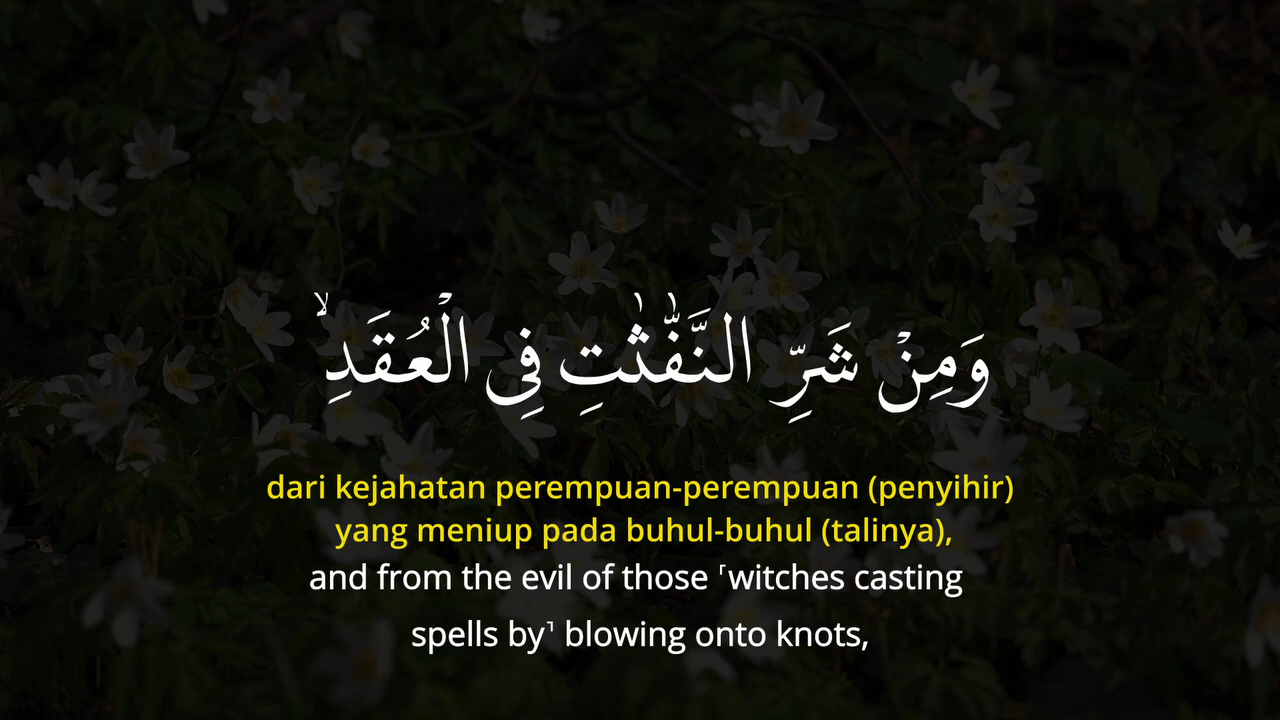 وَمِنْ شَرِّ النَّفّٰثٰتِ فِى الْعُقَدِۙ
dari kejahatan perempuan-perempuan (penyihir)
yang meniup pada buhul-buhul (talinya),
and from the evil of those ⸢witches casting
spells by⸣ blowing onto knots,